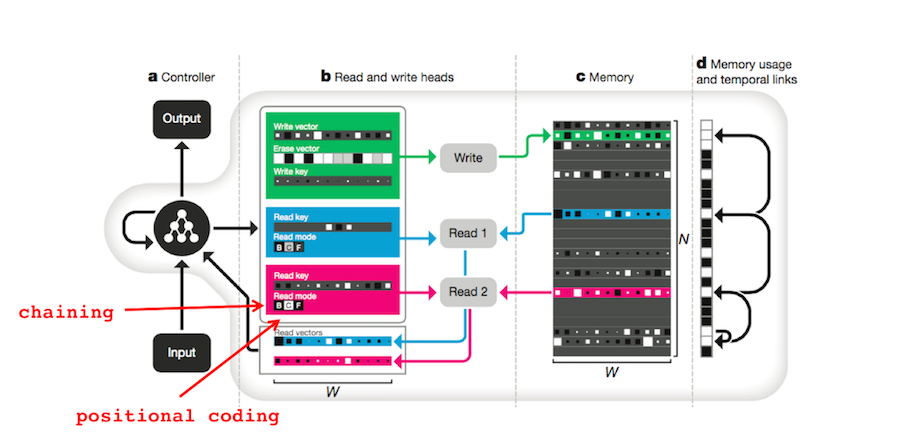 a Controller
b Read and write heads
c Memory
d Memory usage
and temporal links
Output
Input
Write vector
Erase vector
Write key
Read key
Read mode
B C F
Read key
Read mode
B C F
Read vectors
W
Write
Read 1
Read 2
N
W
chaining
positional coding